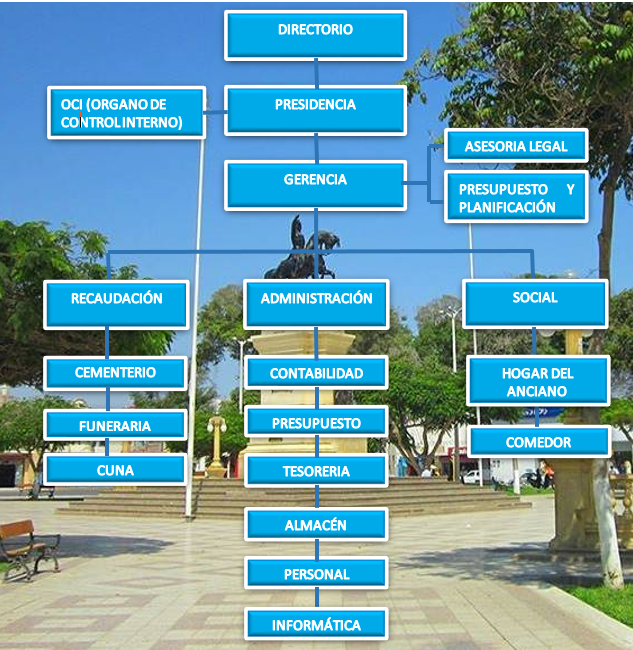 DIRECTORIO
OCI (ORGANO DE
CONTROL INTERNO)
PRESIDENCIA
ASESORIA LEGAL
GERENCIA
PRESUPUESTO Y
PLANIFICACIÓN
RECAUDACIÓN
ADMINISTRACIÓN
SOCIAL
CEMENTERIO
CONTABILIDAD
HOGAR DEL
ANCIANO
FUNERARIA
PRESUPUESTO
COMEDOR
CUNA
TESORERIA
ALMACÉN
PERSONAL
INFORMÁTICA